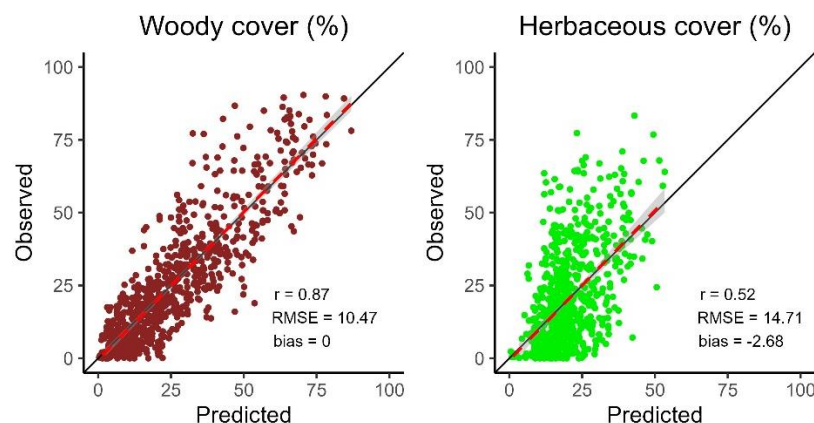 Woody cover (%)
Observed
100
75
50
25
0
r = 0.87
RMSE = 10.47
bias = 0
0 25 50 75 100
Predicted
Herbaceous cover (%)
Observed
100
75
50
25
0
r = 0.52
RMSE = 14.71
bias = -2.68
0 25 50 75 100
Predicted